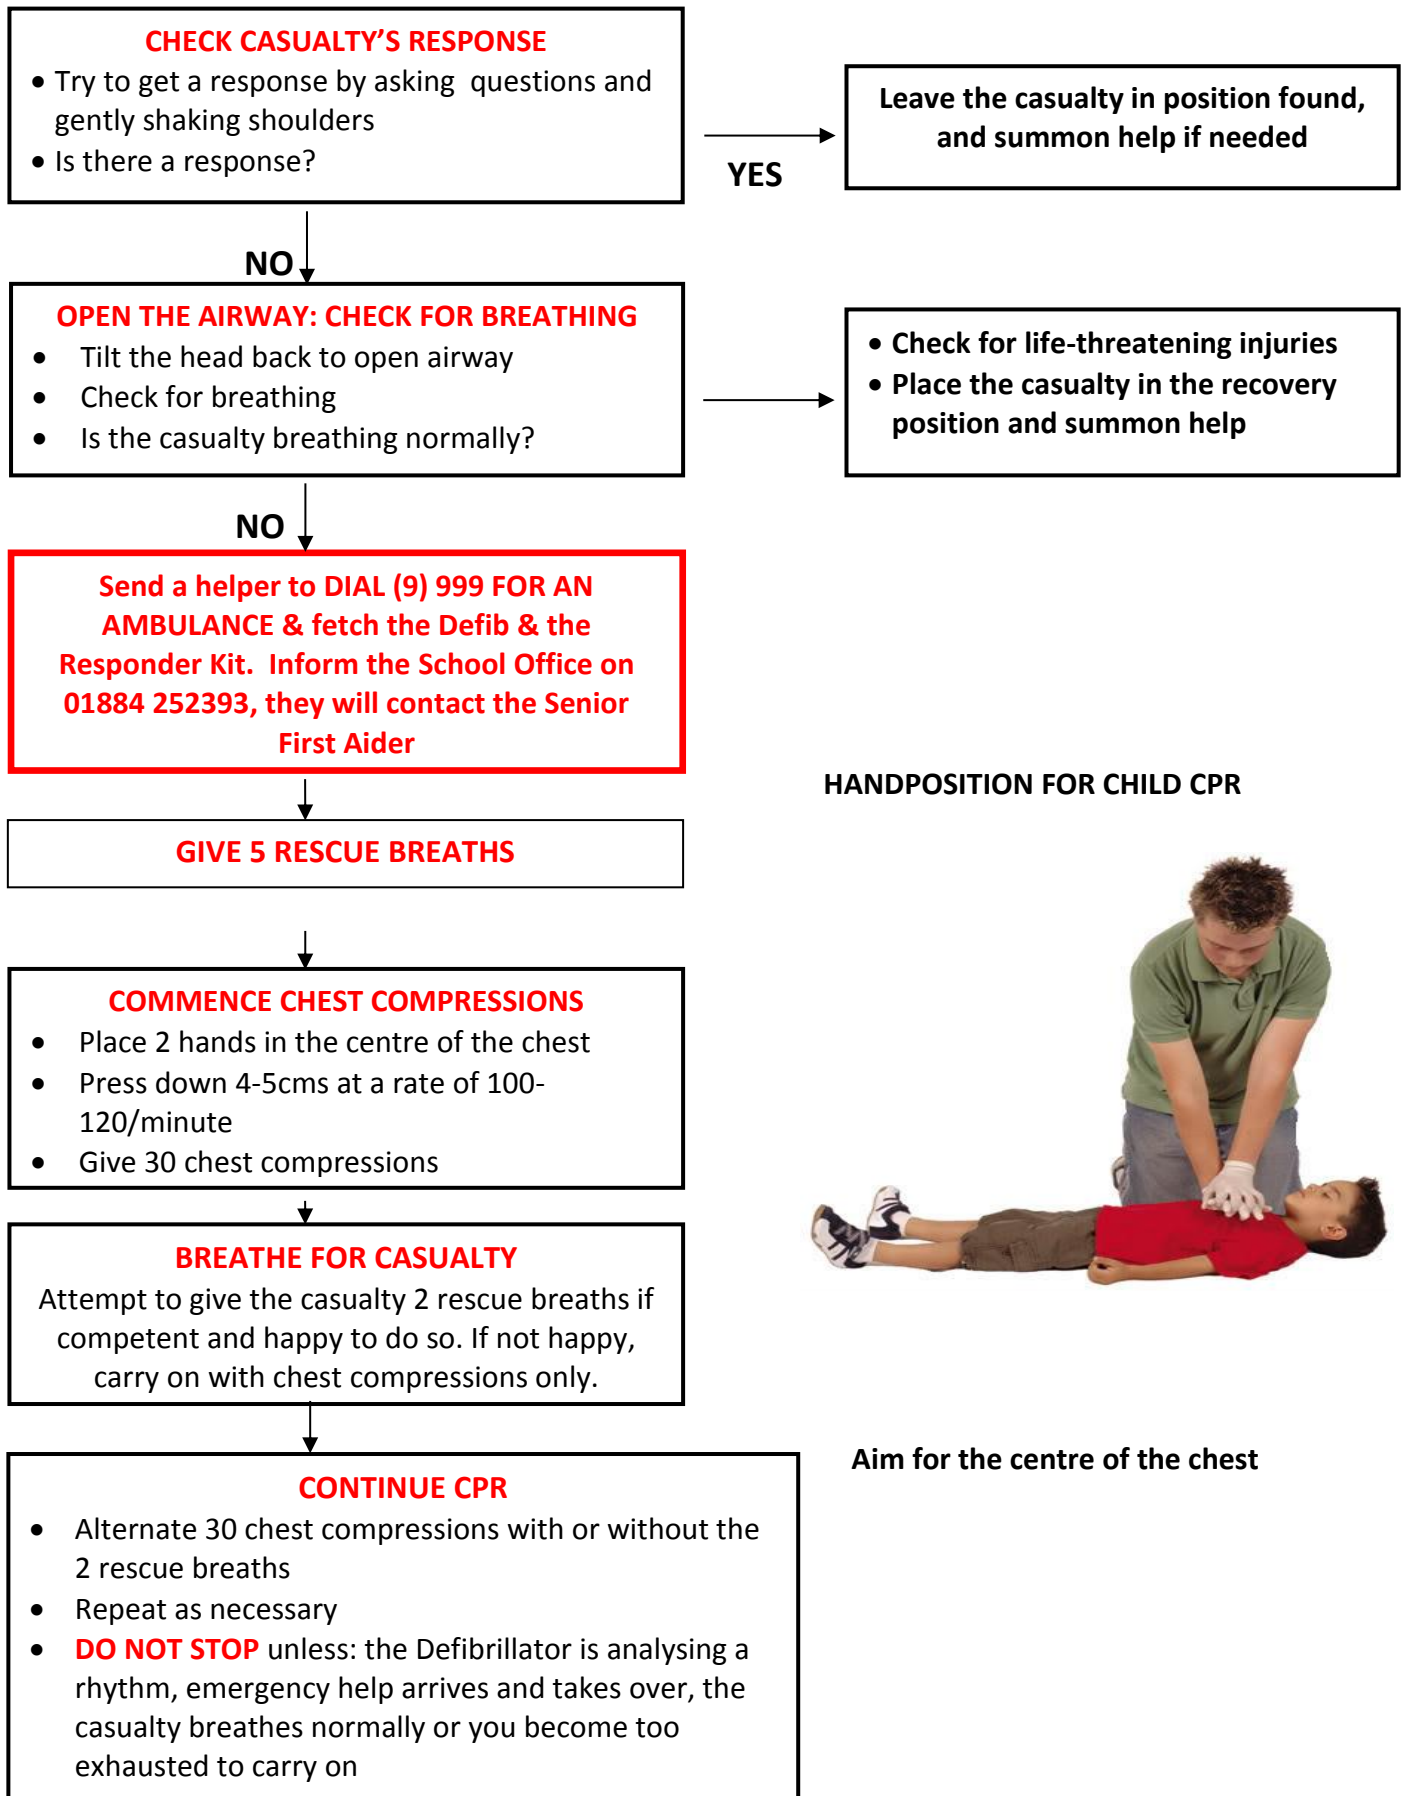 CHECK CASUALTY’S RESPONSE
• Try to get a response by asking  questions and
gently shaking shoulders
• Is there a response?
YES
Leave the casualty in position found,
and summon help if needed
NO
OPEN THE AIRWAY: CHECK FOR BREATHING
• Tilt the head back to open airway
• Check for breathing
• Is the casualty breathing normally?
• Check for life-threatening injuries
• Place the casualty in the recovery
position and summon help
NO
Send a helper to DIAL (9) 999 FOR AN
AMBULANCE & fetch the Defib & the
Responder Kit.  Inform the School Office on
01884 252393, they will contact the Senior
First Aider
GIVE 5 RESCUE BREATHS
COMMENCE CHEST COMPRESSIONS
• Place 2 hands in the centre of the chest
• Press down 4-5cms at a rate of 100-
120/minute
• Give 30 chest compressions
BREATHE FOR CASUALTY
Attempt to give the casualty 2 rescue breaths if
competent and happy to do so. If not happy,
carry on with chest compressions only.
CONTINUE CPR
• Alternate 30 chest compressions with or without the
2 rescue breaths
• Repeat as necessary
• DO NOT STOP unless: the Defibrillator is analysing a
rhythm, emergency help arrives and takes over, the
casualty breathes normally or you become too
exhausted to carry on
HANDPOSITION FOR CHILD CPR
Aim for the centre of the chest